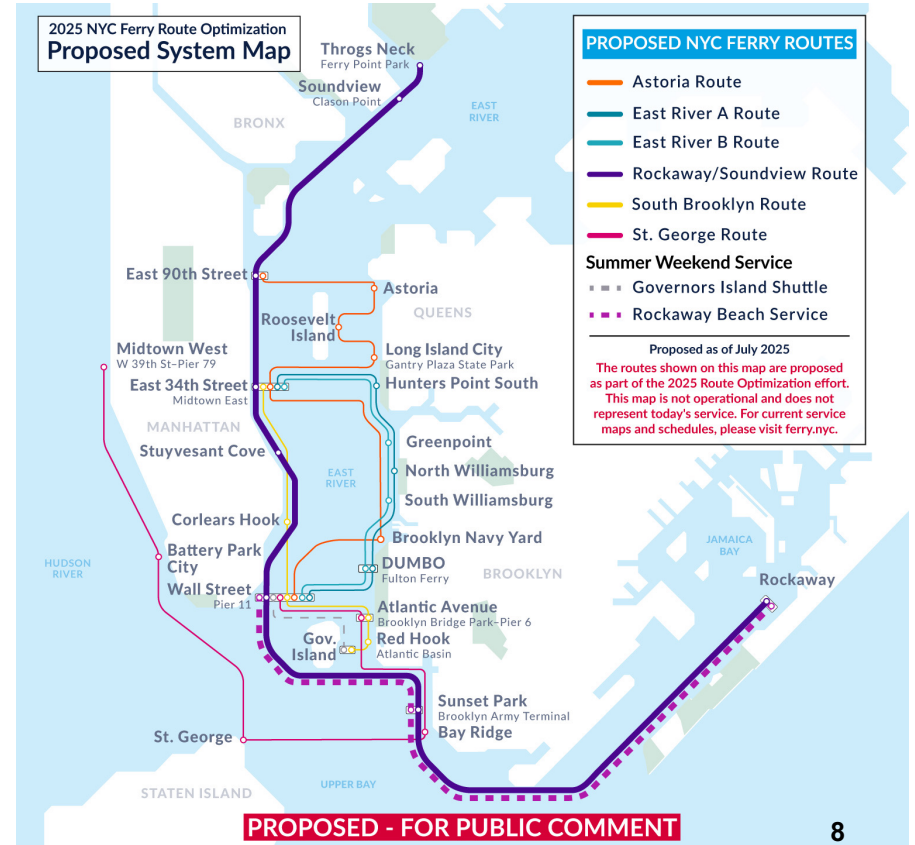 2025 NYC Ferry Route Optimization
Proposed System Map
Throgs Neck
Ferry Point Park
Soundview
Clason Point
EAST
RIVER
BRONX
PROPOSED NYC FERRY ROUTES
Astoria Route
East River A Route
East River B Route
Rockaway/Soundview Route
South Brooklyn Route
St. George Route
Summer Weekend Service
Governors Island Shuttle
Rockaway Beach Service
Proposed as of July 2025
The routes shown on this map are proposed
as part of the 2025 Route Optimization effort.
This map is not operational and does not
represent today's service. For current service
maps and schedules, please visit ferry.nyc.
East 90th Street
Astoria
QUEENS
Roosevelt
Island
Midtown West
W 39th St–Pier 79
Long Island City
Gantry Plaza State Park
East 34th Street
Midtown East
Hunters Point South
MANHATTAN
Stuyvesant Cove
Greenpoint
EAST
RIVER
North Williamsburg
South Williamsburg
Corlears Hook
Brooklyn Navy Yard
Battery Park
City
HUDSON
RIVER
DUMBO
Fulton Ferry
BROOKLYN
JAMAICA
BAY
Rockaway
Wall Street
Pier 11
Atlantic Avenue
Brooklyn Bridge Park–Pier 6
Gov.
Island
Red Hook
Atlantic Basin
Sunset Park
Brooklyn Army Terminal
Bay Ridge
St. George
UPPER BAY
STATEN ISLAND
PROPOSED - FOR PUBLIC COMMENT
8